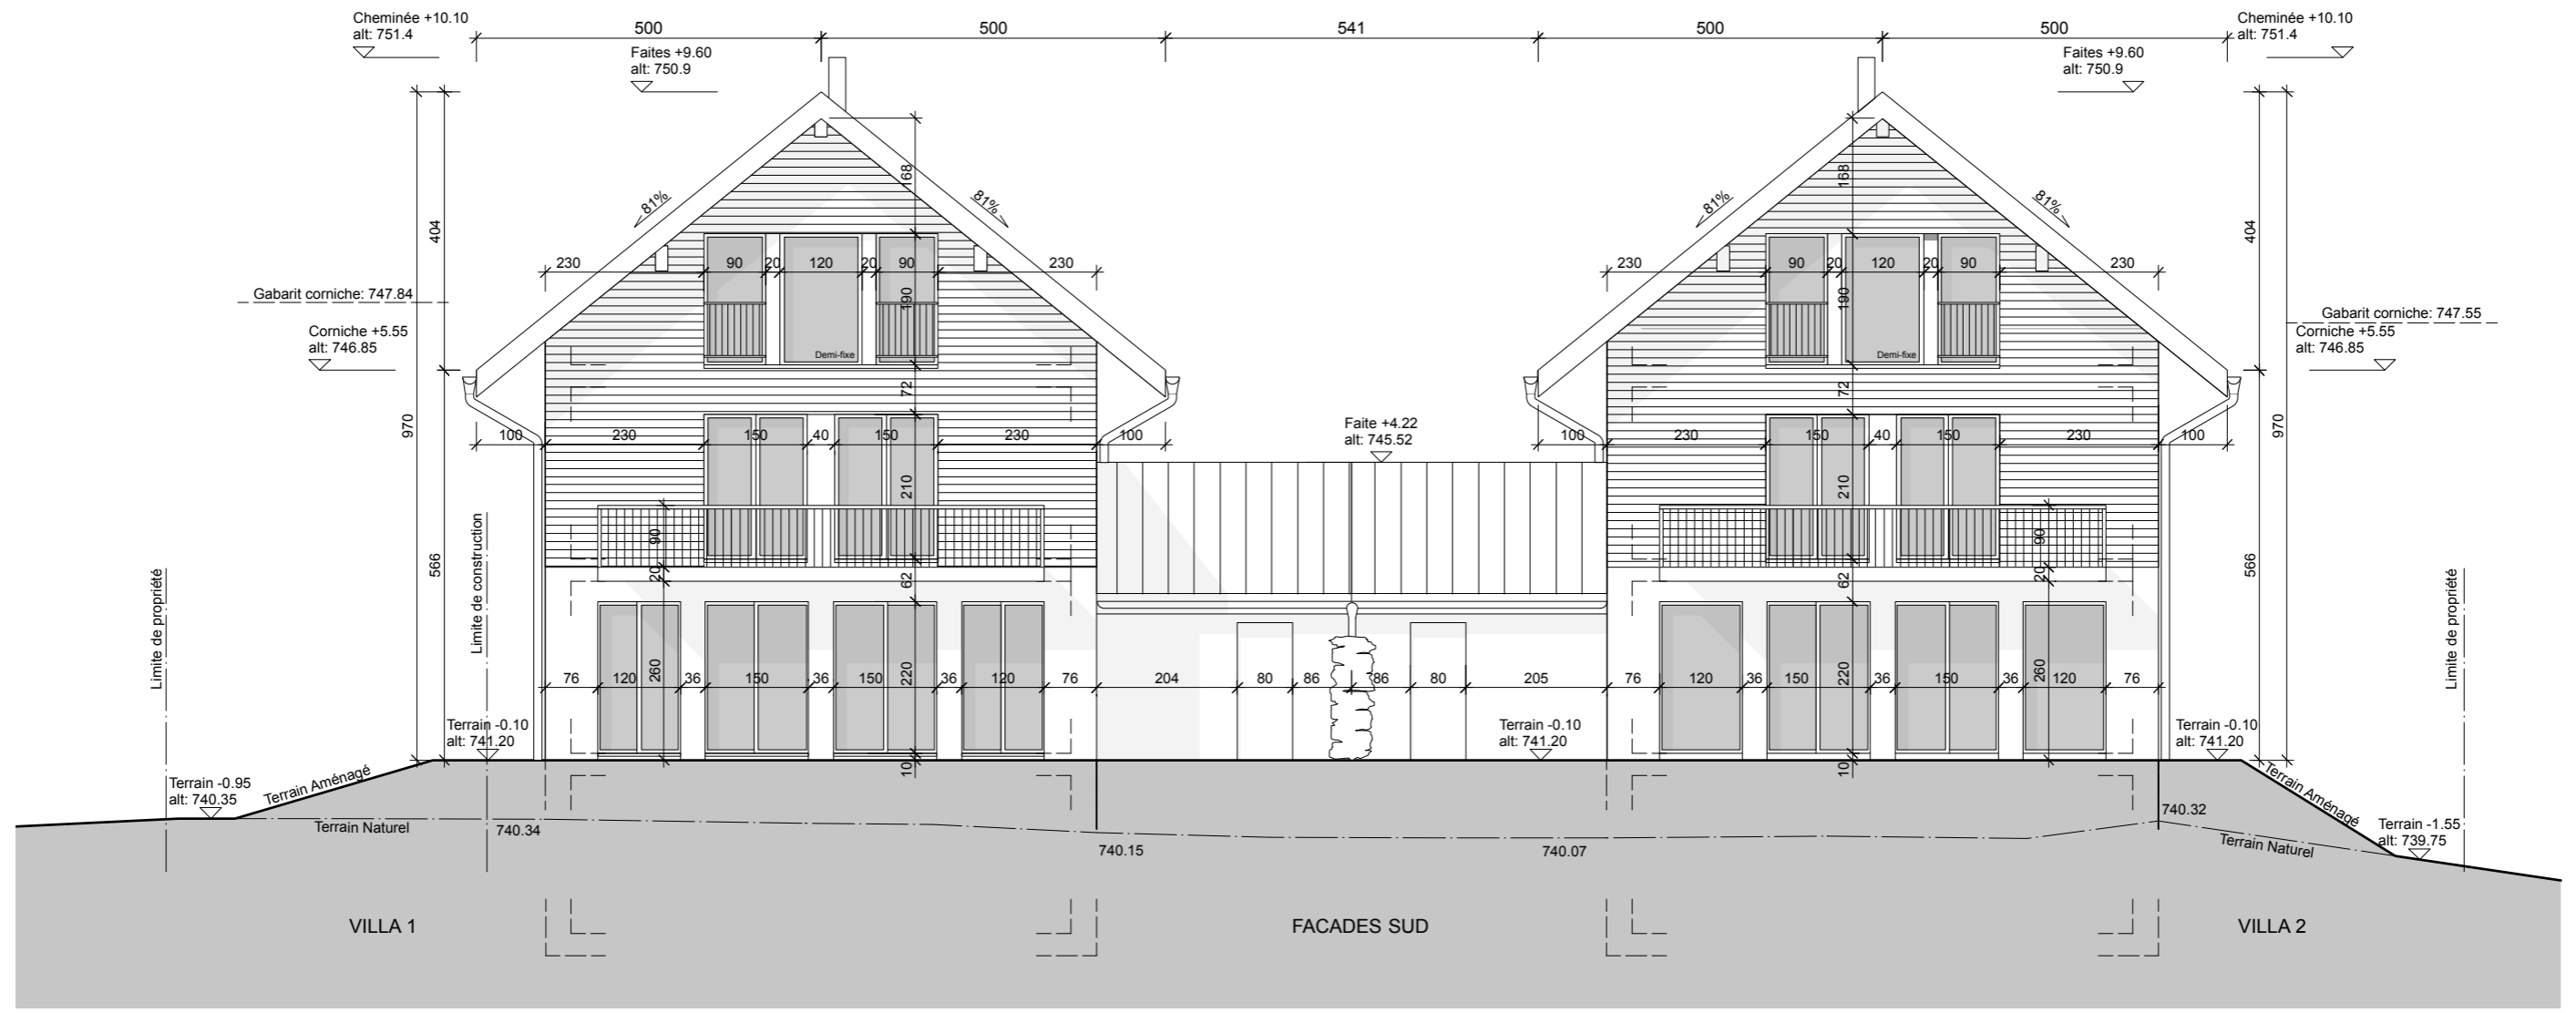 Cheminée +10.10
alt: 751.4
500
500
541
500
500
Cheminée +10.10
alt: 751.4
Faites +9.60
alt: 750.9
Faites +9.60
alt: 750.9
168
168
81%
81%
81%
81%
404
404
230
90
20
120
20
90
230
230
90
20
120
20
90
230
Gabarit corniche: 747.84
190
190
Gabarit corniche: 747.55
Corniche +5.55
alt: 746.85
Corniche +5.55
alt: 746.85
Demi-fixe
Demi-fixe
72
72
970
970
Faite +4.22
alt: 745.52
100
230
150
40
150
230
100
100
230
150
40
150
230
100
210
210
90
90
Limite de construction
566
566
20
62
62
20
Limite de propriété
Limite de propriété
76
120
260
36
150
36
150
220
36
120
76
204
80
86
86
80
205
76
120
36
150
220
36
150
36
260
120
76
Terrain -0.10
alt: 741.20
Terrain -0.10
alt: 741.20
Terrain -0.10
alt: 741.20
10
10
Terrain -0.95
alt: 740.35
Terrain Aménagé
Terrain Aménagé
Terrain Naturel
740.34
740.15
740.07
740.32
Terrain -1.55
alt: 739.75
Terrain Naturel
VILLA 1
FACADES SUD
VILLA 2